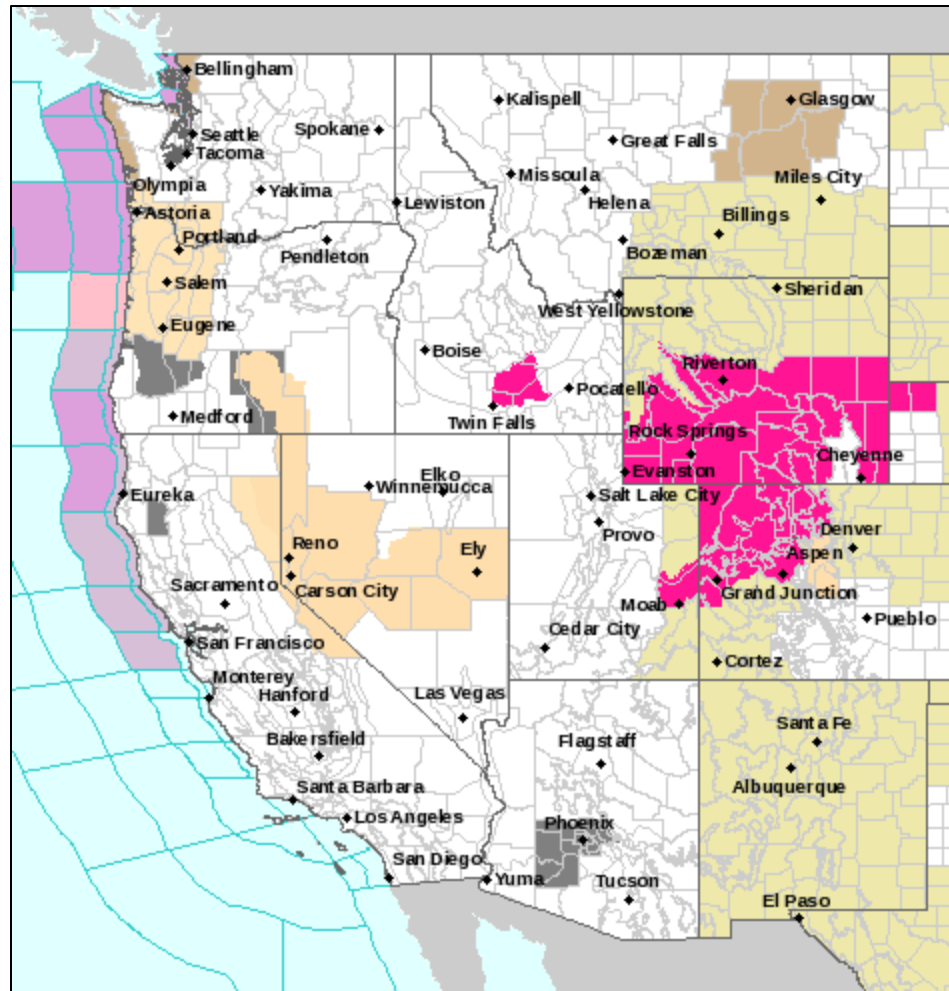 Bellingham
Kalispell
Glasgow
Seattle
Spokane
Great Falls
Tacoma
Olympia
Missoula
Miles City
Yakima
Lewiston
Helena
Astoria
Billings
Portland
Pendleton
Bozeman
Salem
Sheridan
West Yellowstone
Eugene
Boise
Riverton
Pocatello
Medford
Twin Falls
Rock Springs
Cheyenne
Evanston
Elko
Winnemucca
Eureka
Salt Lake City
Provo
Denver
Reno
Ely
Aspen
Sacramento
Carson City
Grand Junction
Moab
Pueblo
San Francisco
Cedar City
Cortez
Monterey
Hanford
Las Vegas
Bakersfield
Flagstaff
Santa Fe
Santa Barbara
Albuquerque
Los Angeles
Phoenix
San Diego
Yuma
Tucson
El Paso